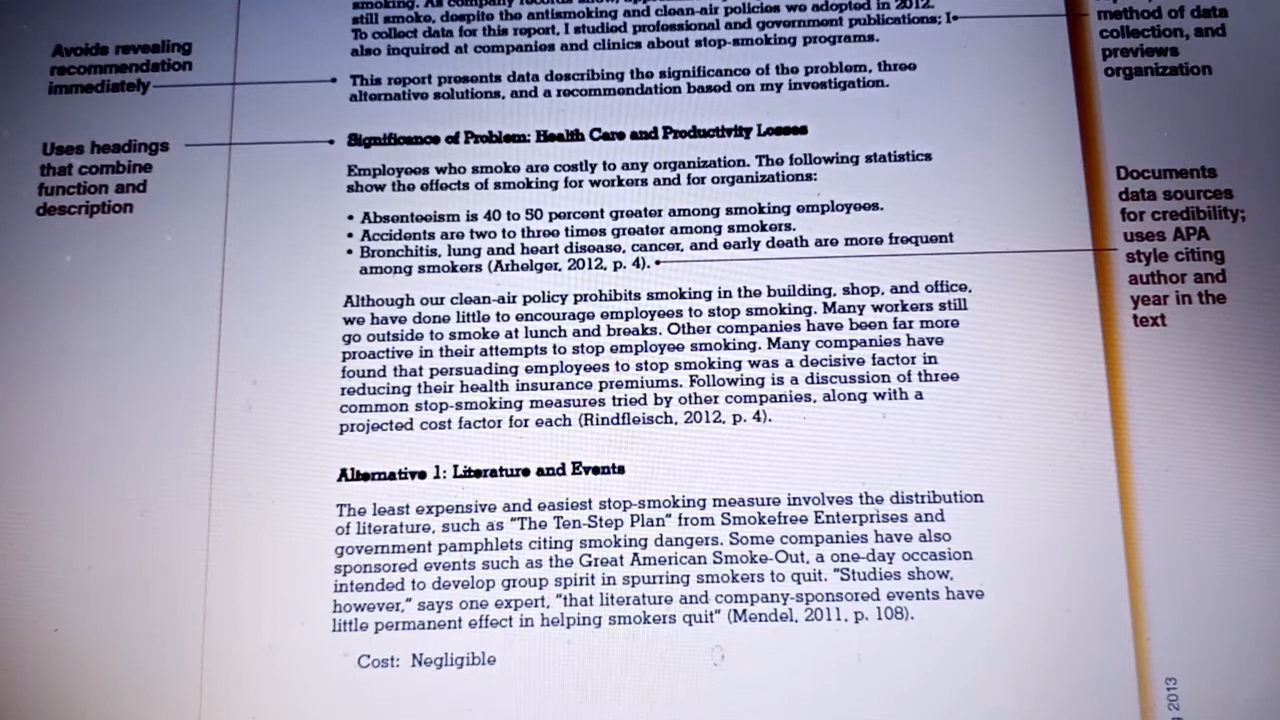 still smoke, despite the antismoking and clean-air policies we adopted in 2012.
To collect data for this report, I studied professional and government publications; I
also inquired at companies and clinics about stop-smoking programs.
This report presents data describing the significance of the problem, three
alternative solutions, and a recommendation based on my investigation.
Significance of Problem: Health Care and Productivity Losses
Employees who smoke are costly to any organization. The following statistics
show the effects of smoking for workers and for organizations:
• Absenteeism is 40 to 50 percent greater among smoking employees.
• Accidents are two to three times greater among smokers.
• Bronchitis, lung and heart disease, cancer, and early death are more frequent
among smokers (Arhelger, 2012, p. 4).
Although our clean-air policy prohibits smoking in the building, shop, and office,
we have done little to encourage employees to stop smoking. Many workers still
go outside to smoke at lunch and breaks. Other companies have been far more
proactive in their attempts to stop employee smoking. Many companies have
found that persuading employees to stop smoking was a decisive factor in
reducing their health insurance premiums. Following is a discussion of three
common stop-smoking measures tried by other companies, along with a
projected cost factor for each (Rindfleisch, 2012, p. 4).
Alternative 1: Literature and Events
The least expensive and easiest stop-smoking measure involves the distribution
of literature, such as "The Ten-Step Plan" from Smokefree Enterprises and
government pamphlets citing smoking dangers. Some companies have also
sponsored events such as the Great American Smoke-Out, a one-day occasion
intended to develop group spirit in spurring smokers to quit. "Studies show,
however," says one expert, "that literature and company-sponsored events have
little permanent effect in helping smokers quit" (Mendel, 2011, p. 108).
Cost: Negligible
Avoids revealing
recommendation
immediately
Uses headings
that combine
function and
description
method of data
collection, and
previews
organization
Documents
data sources
for credibility;
uses APA
style citing
author and
year in the
text
2013